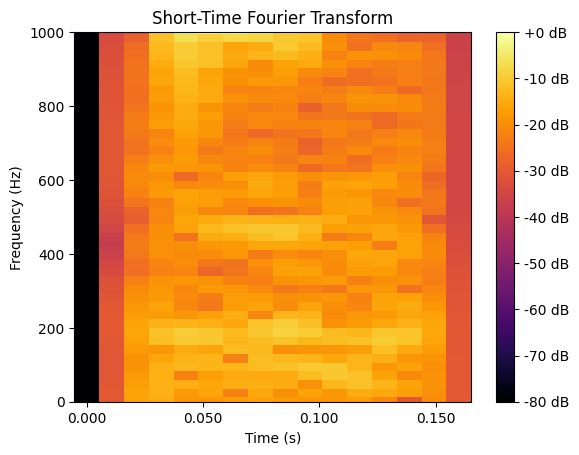 Short-Time Fourier Transform
1000
800
600
400
200
0
Frequency (Hz)
0.000
0.050
0.100
0.150
Time (s)
+0 dB
-10 dB
-20 dB
-30 dB
-40 dB
-50 dB
-60 dB
-70 dB
-80 dB